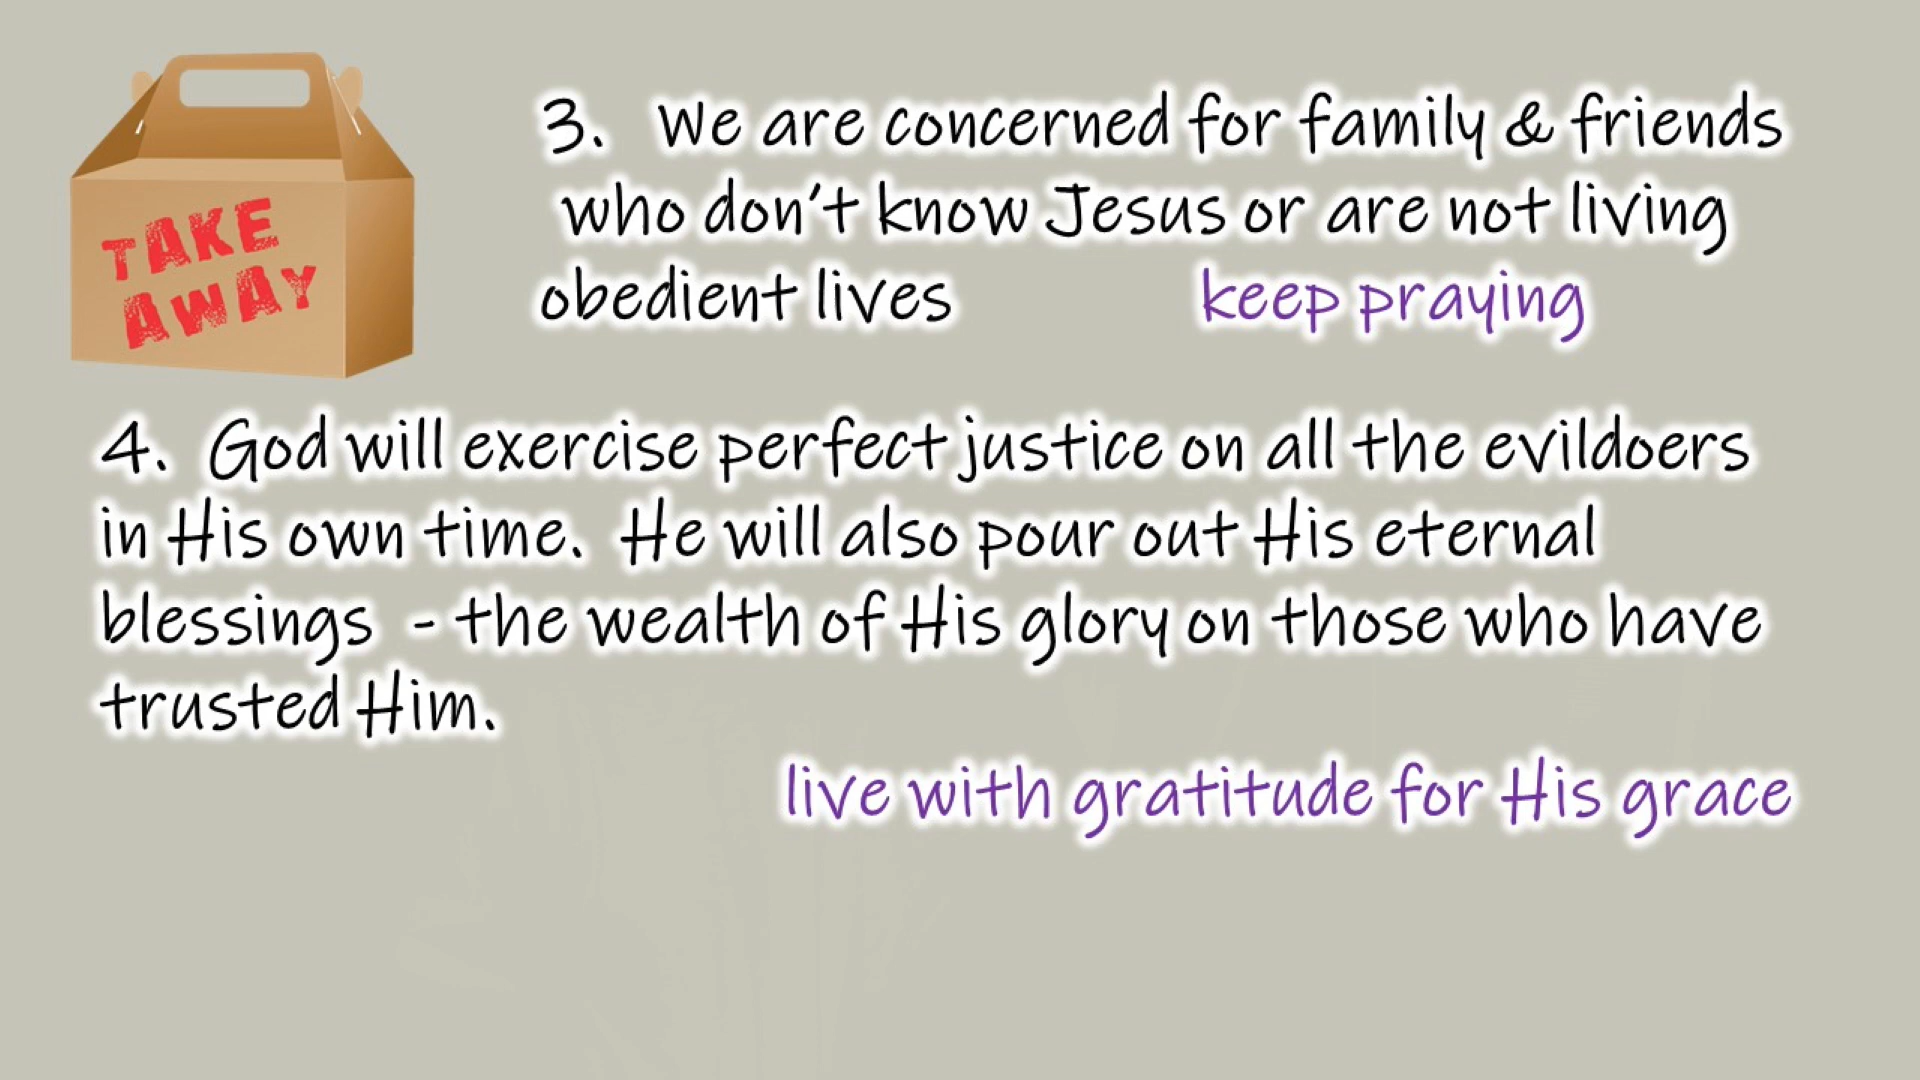 TAKE
AWAY
3. We are concerned for family & friends
who don't know Jesus or are not living
obedient lives keep praying
4. God will exercise perfect justice on all the evildoers
in His own time. He will also pour out His eternal
blessings - the wealth of His glory on those who have
trusted Him.
live with gratitude for His grace